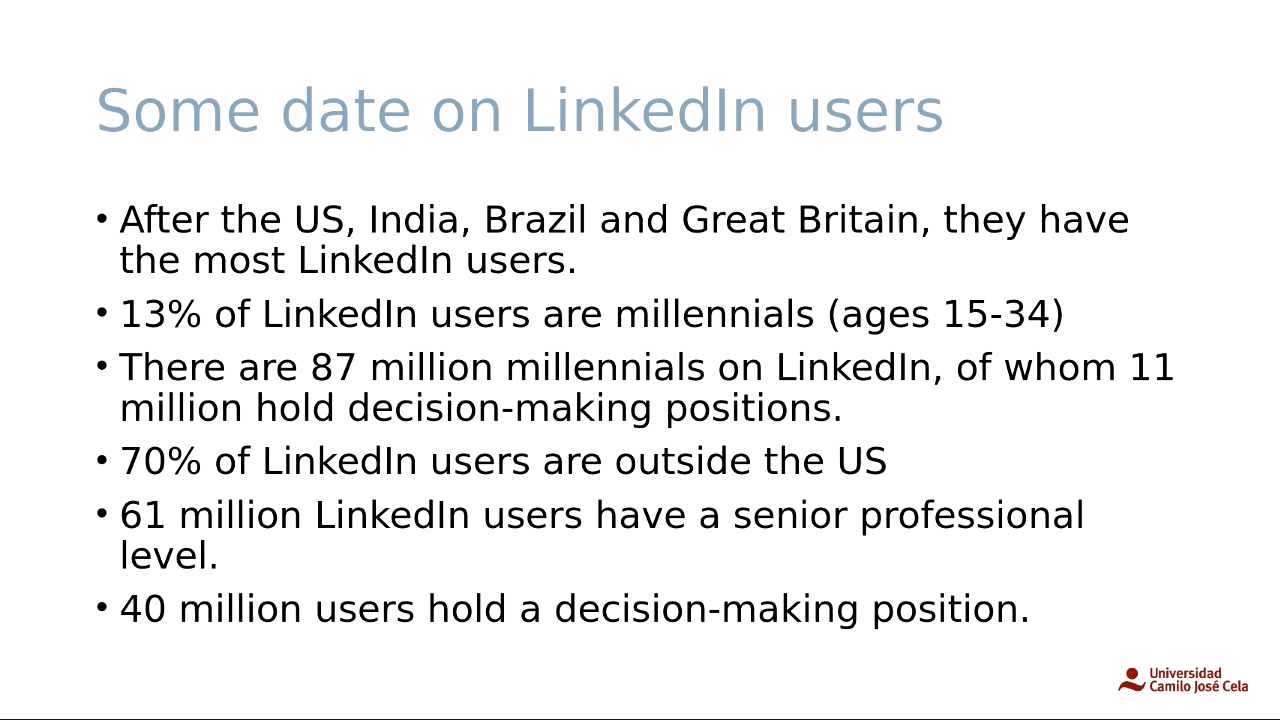 Some date on LinkedIn users
• After the US, India, Brazil and Great Britain, they have
the most LinkedIn users.
• 13% of LinkedIn users are millennials (ages 15-34)
• There are 87 million millennials on LinkedIn, of whom 11
million hold decision-making positions.
• 70% of LinkedIn users are outside the US
• 61 million LinkedIn users have a senior professional
level.
• 40 million users hold a decision-making position.
Universidad
Camilo José Cela